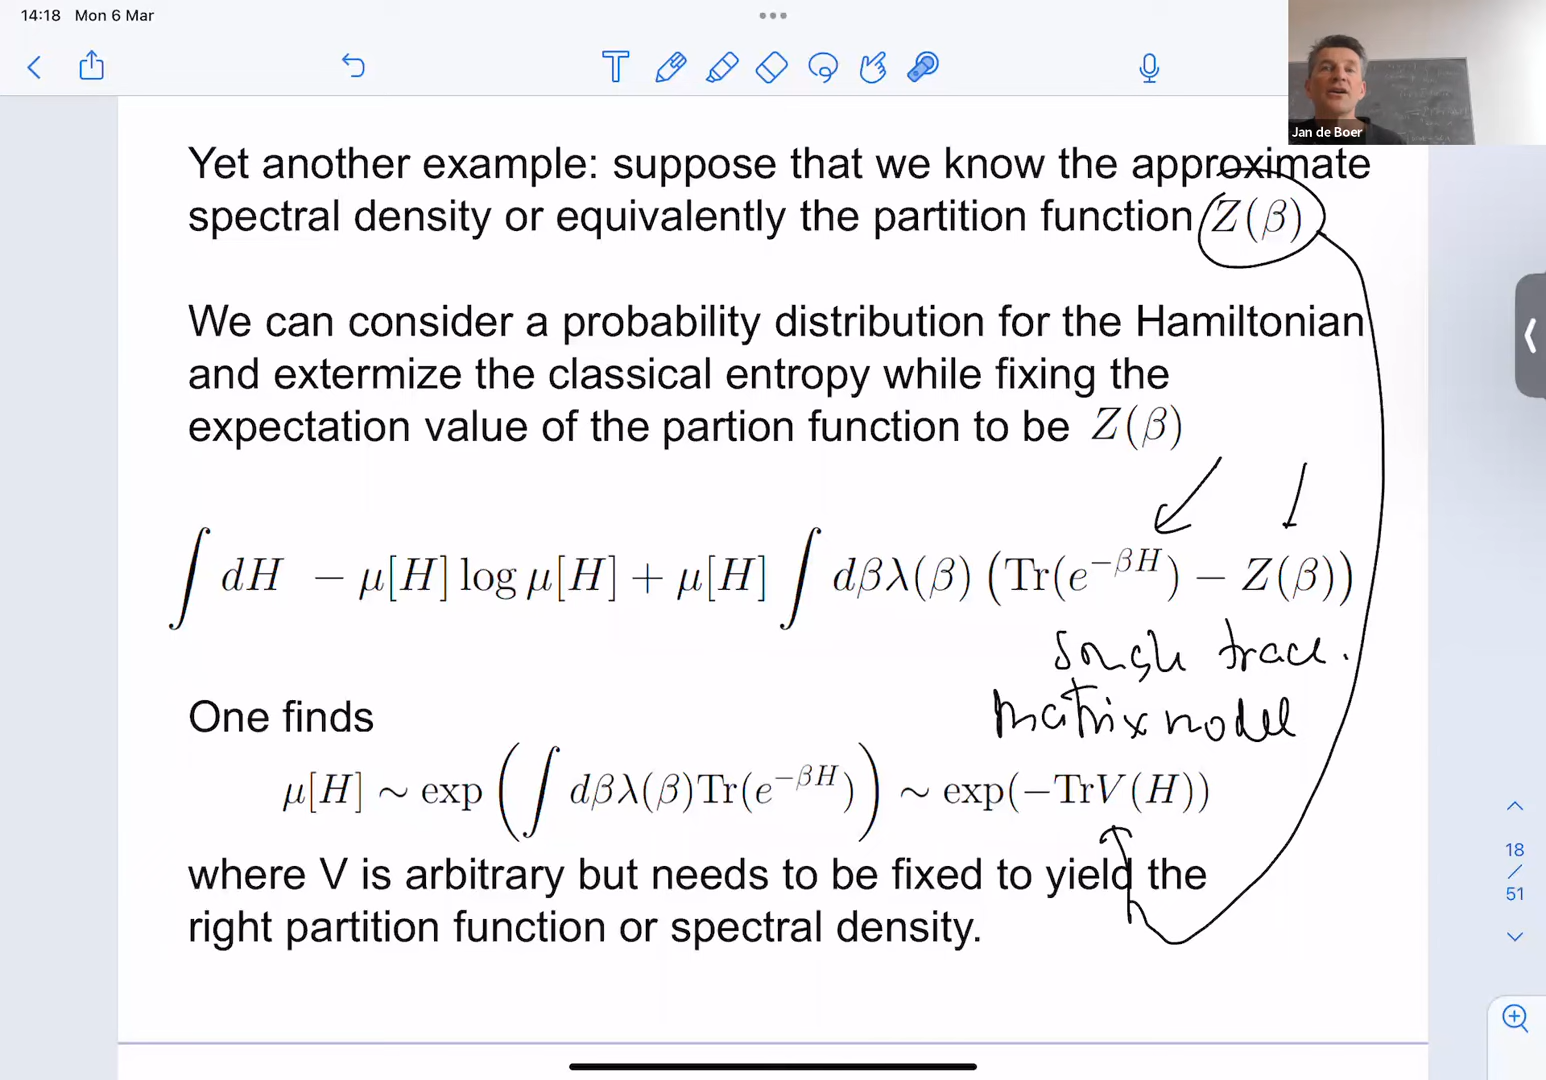 14:18 Mon 6 Mar
Jan de Boer
Yet another example: suppose that we know the approximate
spectral density or equivalently the partition function Z(β)
We can consider a probability distribution for the Hamiltonian
and extermize the classical entropy while fixing the
expectation value of the partion function to be Z(β)
∫ dH − μ[H] log μ[H] + μ[H] ∫ dβλ(β) (Tr(e^{−βH}) − Z(β))
single trace.
matrix model
One finds
μ[H] ∼ exp (∫ dβλ(β)Tr(e^{−βH})) ∼ exp(−TrV(H))
where V is arbitrary but needs to be fixed to yield the
right partition function or spectral density.
18
/
51